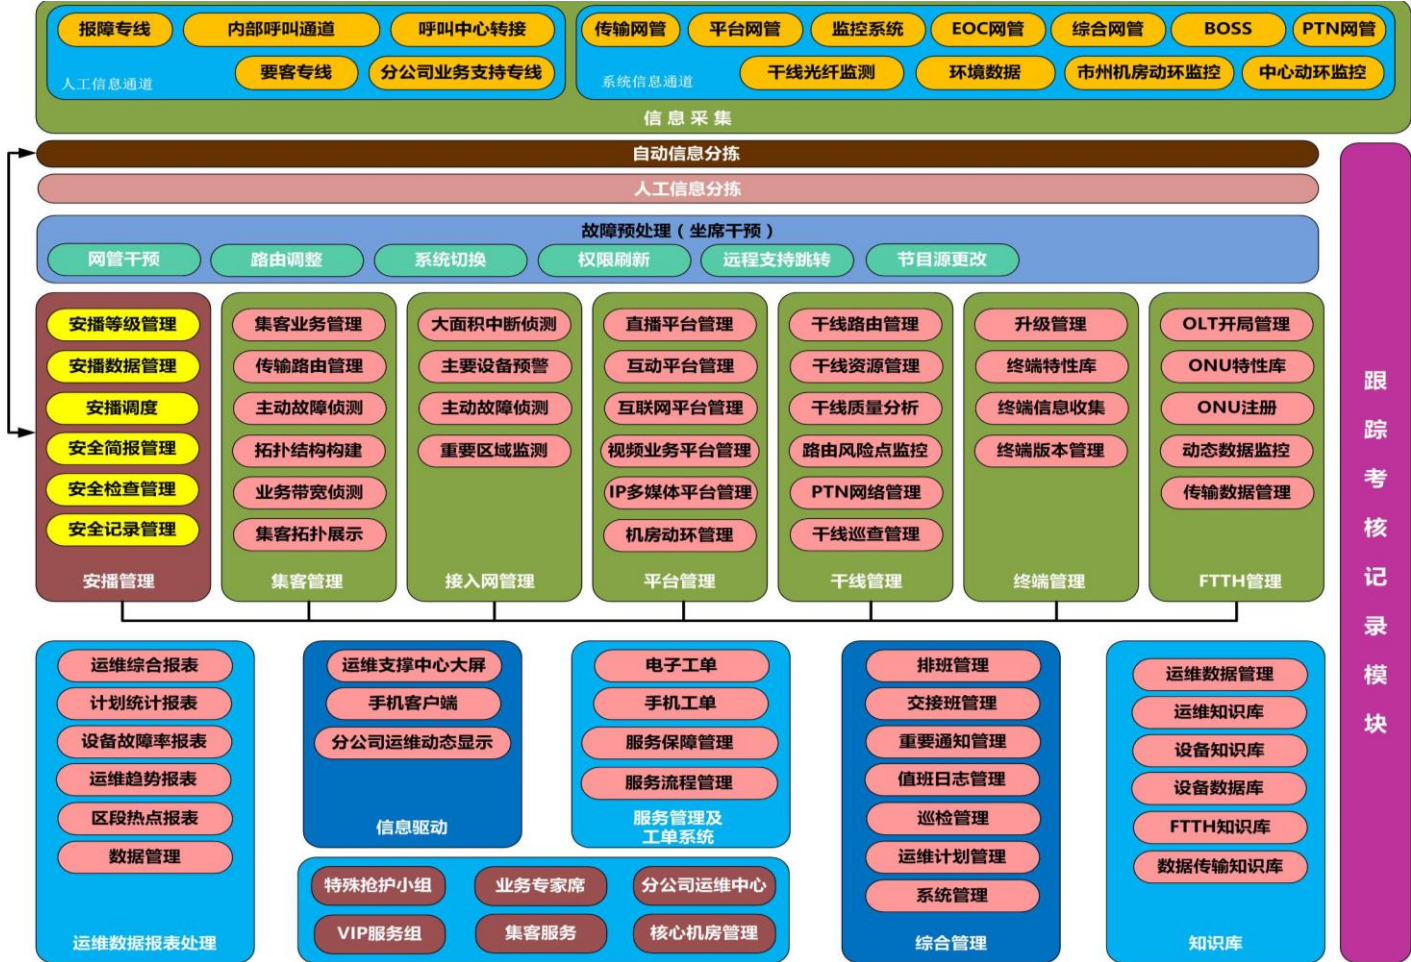 报障专线
内部呼叫通道
呼叫中心转接
要客专线
分公司业务支持专线
人工信息通道
传输网管
平台网管
监控系统
EOC网管
综合网管
BOSS
PTN网管
干线光纤监测
环境数据
市州机房动环监控
中心动环监控
系统信息通道
信息采集
自动信息分拣
人工信息分拣
故障预处理（坐席干预）
网管干预
路由调整
系统切换
权限刷新
远程支持跳转
节目源更改
安播等级管理
安播数据管理
安播调度
安全简报管理
安全检查管理
安全记录管理
安播管理
集客业务管理
传输路由管理
主动故障侦测
拓扑结构构建
业务带宽侦测
集客拓扑展示
集客管理
大面积中断侦测
主要设备预警
主动故障侦测
重要区域监测
接入网管理
直播平台管理
互动平台管理
互联网平台管理
视频业务平台管理
IP多媒体平台管理
机房动环管理
平台管理
干线路由管理
干线资源管理
干线质量分析
路由风险点监控
PTN网络管理
干线巡查管理
干线管理
升级管理
终端特性库
终端信息收集
终端版本管理
终端管理
OLT开局管理
ONU特性库
ONU注册
动态数据监控
传输数据管理
FTTH管理
跟踪考核记录模块
运维综合报表
计划统计报表
设备故障率报表
运维趋势报表
区段热点报表
数据管理
运维数据报表处理
运维支撑中心大屏
手机客户端
分公司运维动态显示
信息驱动
电子工单
手机工单
服务保障管理
服务流程管理
服务管理及
工单系统
特殊抢护小组
业务专家席
分公司运维中心
VIP服务组
集客服务
核心机房管理
排班管理
交接班管理
重要通知管理
值班日志管理
巡检管理
运维计划管理
系统管理
综合管理
运维数据管理
运维知识库
设备知识库
设备数据库
FTTH知识库
数据传输知识库
知识库